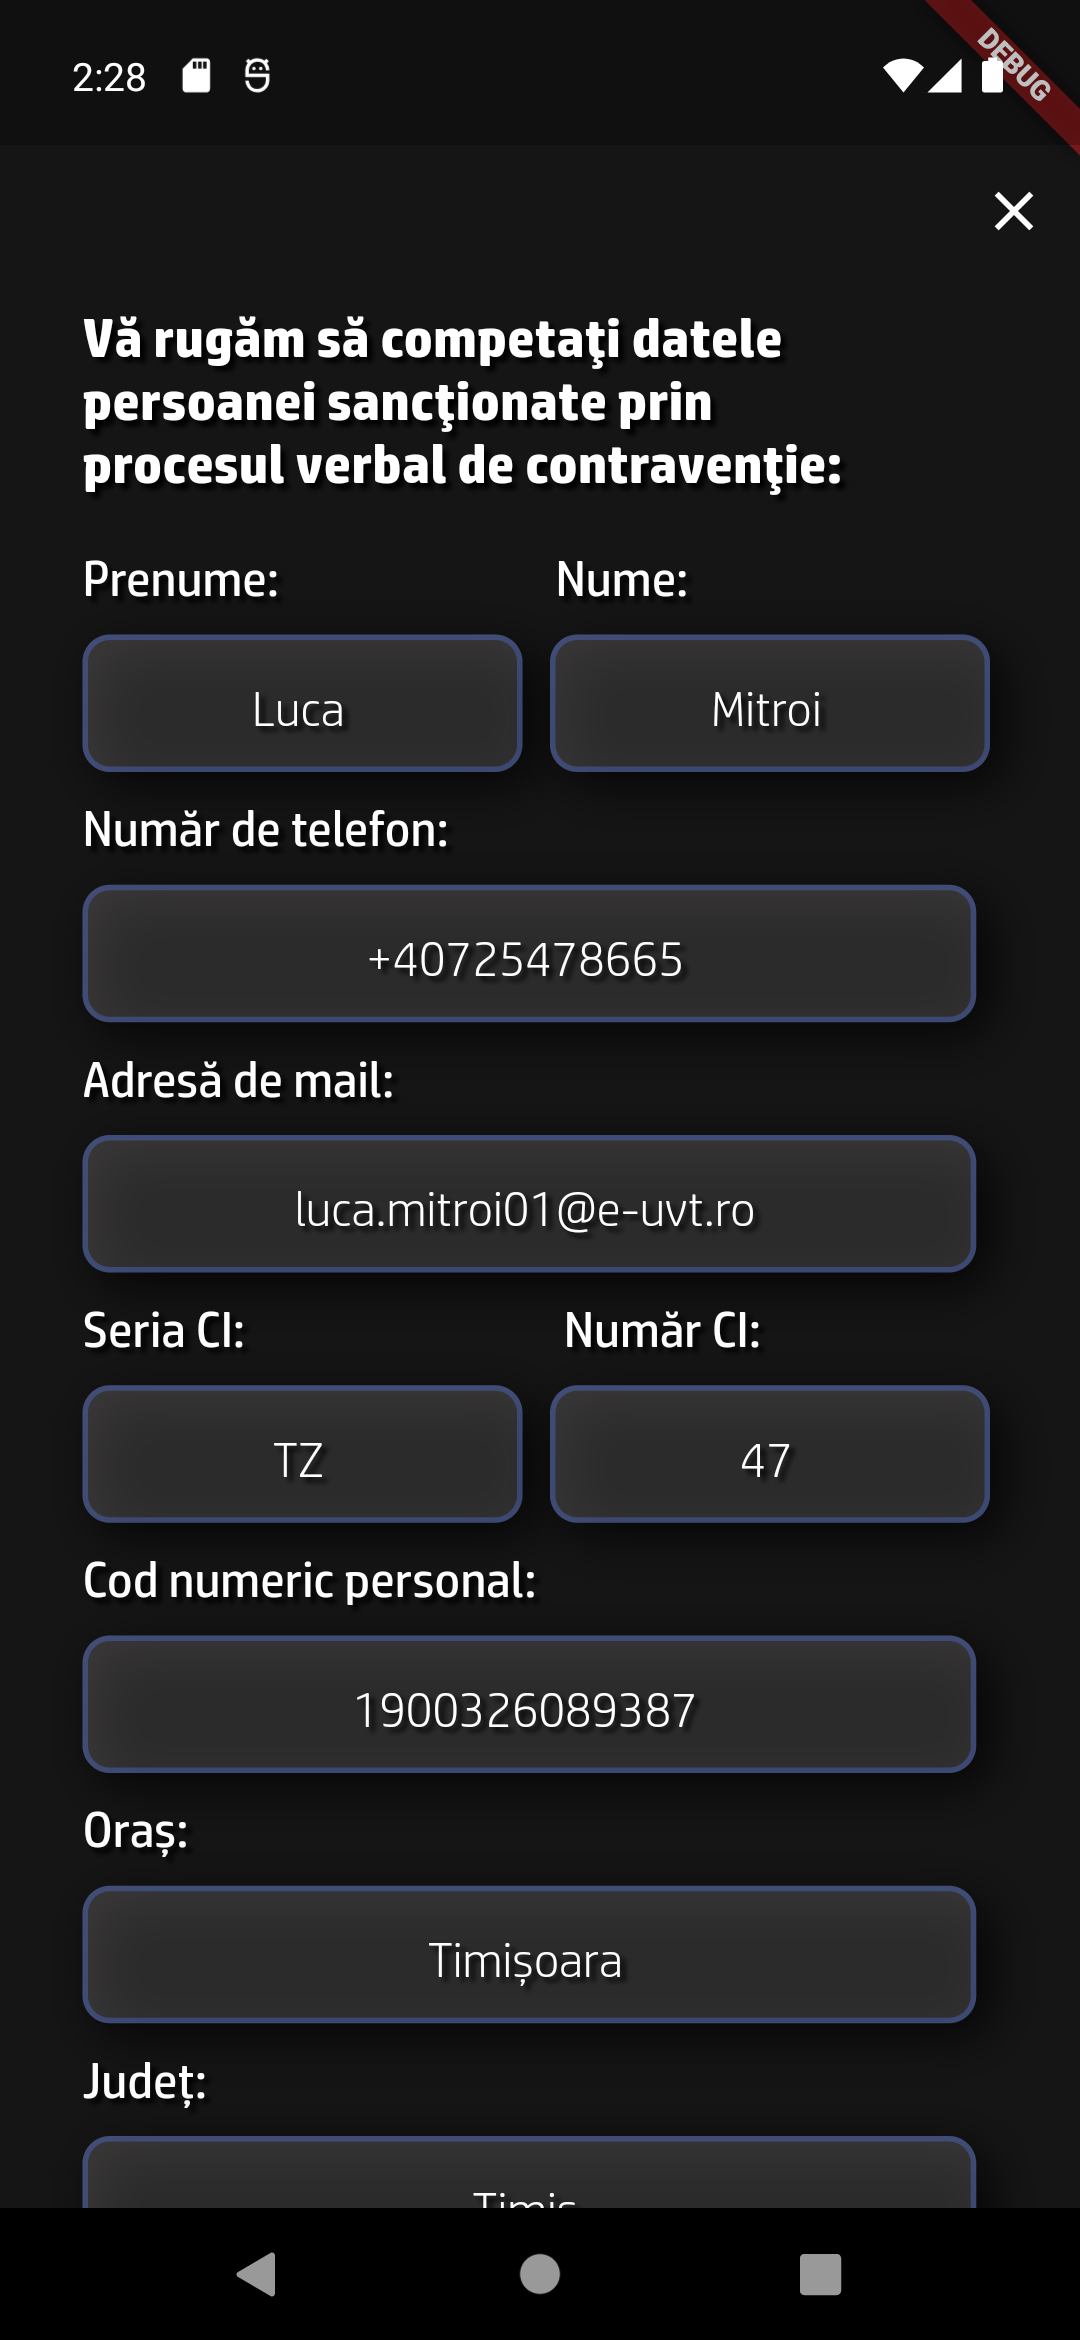 2:28
DEBUG
Vă rugăm să competaţi datele
persoanei sancţionate prin
procesul verbal de contravenţie:
Prenume: Nume:
Luca Mitroi
Număr de telefon:
+40725478665
Adresă de mail:
luca.mitroi01@e-uvt.ro
Seria CI: Număr CI:
TZ 47
Cod numeric personal:
1900326089387
Oraș:
Timișoara
Județ:
Timiș